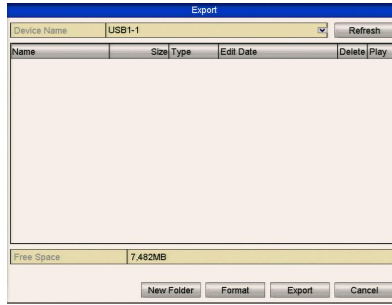 Export
Device Name USB1-1 Refresh
Name Size Type Edit Date Delete Play
Free Space 7,482MB
New Folder Format Export Cancel